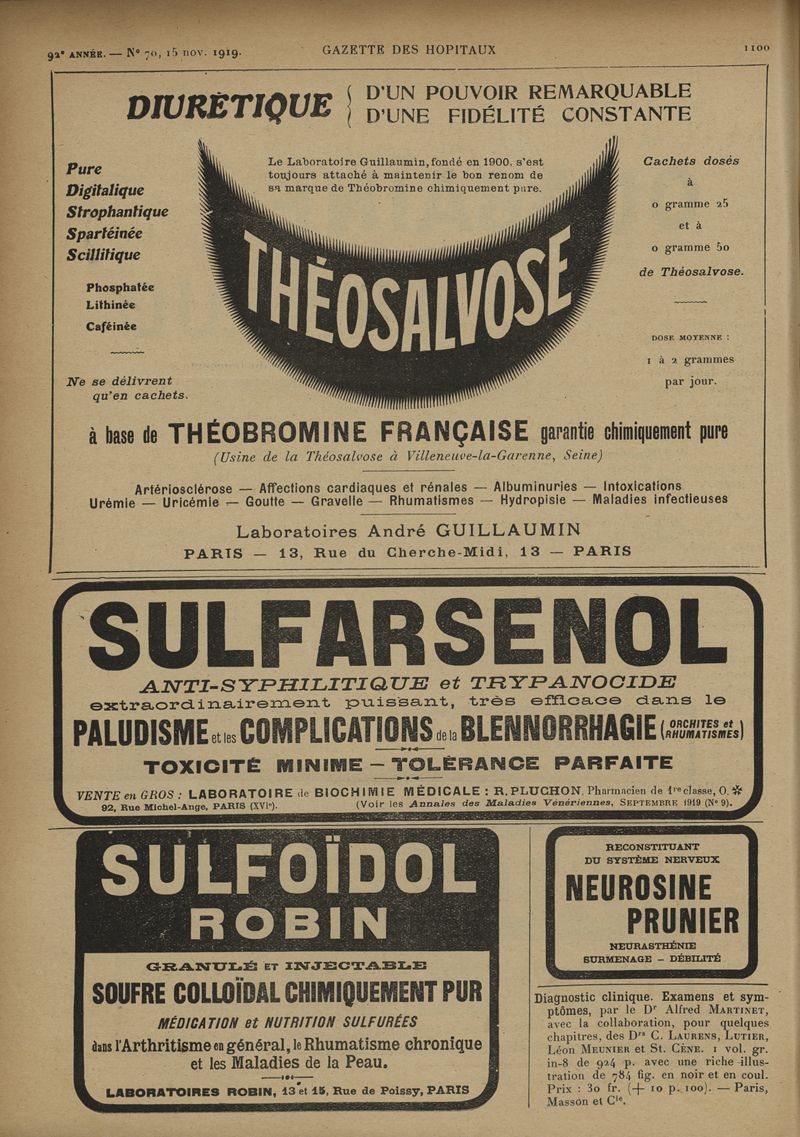 92e ANNÉE. — N° 70, 15 nov. 1919.
GAZETTE DES HOPITAUX
1100
DIURÉTIQUE { D'UN POUVOIR REMARQUABLE
D'UNE FIDÉLITÉ CONSTANTE
Pure
Digitalique
Strophantique
Spartéinée
Scillitique
Phosphatée
Lithinée
Caféinée
Ne se délivrent
qu'en cachets.
Le Laboratoire Guillaumin, fondé en 1900, s'est
toujours attaché à maintenir le bon renom de
sa marque de Théobromine chimiquement pure.
THÉOSALVOSE
Cachets dosés
à
0 gramme 25
et à
0 gramme 50
de Théosalvose.
DOSE MOYENNE :
1 à 2 grammes
par jour.
à base de THÉOBROMINE FRANÇAISE garantie chimiquement pure
(Usine de la Théosalvose à Villeneuve-la-Garenne, Seine)
Artériosclérose — Affections cardiaques et rénales — Albuminuries — Intoxications
Urémie — Uricémie — Goutte — Gravelle — Rhumatismes — Hydropisie — Maladies infectieuses
Laboratoires André GUILLAUMIN
PARIS — 13, Rue du Cherche-Midi, 13 — PARIS
SULFARSENOL
ANTI-SYPHILITIQUE et TRYPANOCIDE
extraordinairement puissant, très efficace dans le
PALUDISME et les COMPLICATIONS de la BLENNORRHAGIE (ORCHITES et RHUMATISMES)
TOXICITÉ MINIME — TOLÉRANCE PARFAITE
VENTE en GROS : LABORATOIRE de BIOCHIMIE MÉDICALE : R. PLUCHON, Pharmacien de 1re classe, O. ✲
92, Rue Michel-Ange, PARIS (XVIe). (Voir les Annales des Maladies Vénériennes, SEPTEMBRE 1919 (N° 9).
SULFOÏDOL
ROBIN
GRANULÉ ET INJECTABLE
SOUFRE COLLOÏDAL CHIMIQUEMENT PUR
MÉDICATION et NUTRITION SULFURÉES
dans l'Arthritisme en général, le Rhumatisme chronique
et les Maladies de la Peau.
LABORATOIRES ROBIN, 13 et 15, Rue de Poissy, PARIS
RECONSTITUANT
DU SYSTÈME NERVEUX
NEUROSINE
PRUNIER
NEURASTHÉNIE
SURMENAGE – DÉBILITÉ
Diagnostic clinique. Examens et sym-
ptômes, par le Dr Alfred MARTINET,
avec la collaboration, pour quelques
chapitres, des Drs C. LAURENS, LUTIER,
Léon MEUNIER et St. CÈNE. 1 vol. gr.
in-8 de 924 p. avec une riche illus-
tration de 784 fig. en noir et en coul.
Prix : 30 fr. (+ 10 p. 100). — Paris,
Masson et Cie.